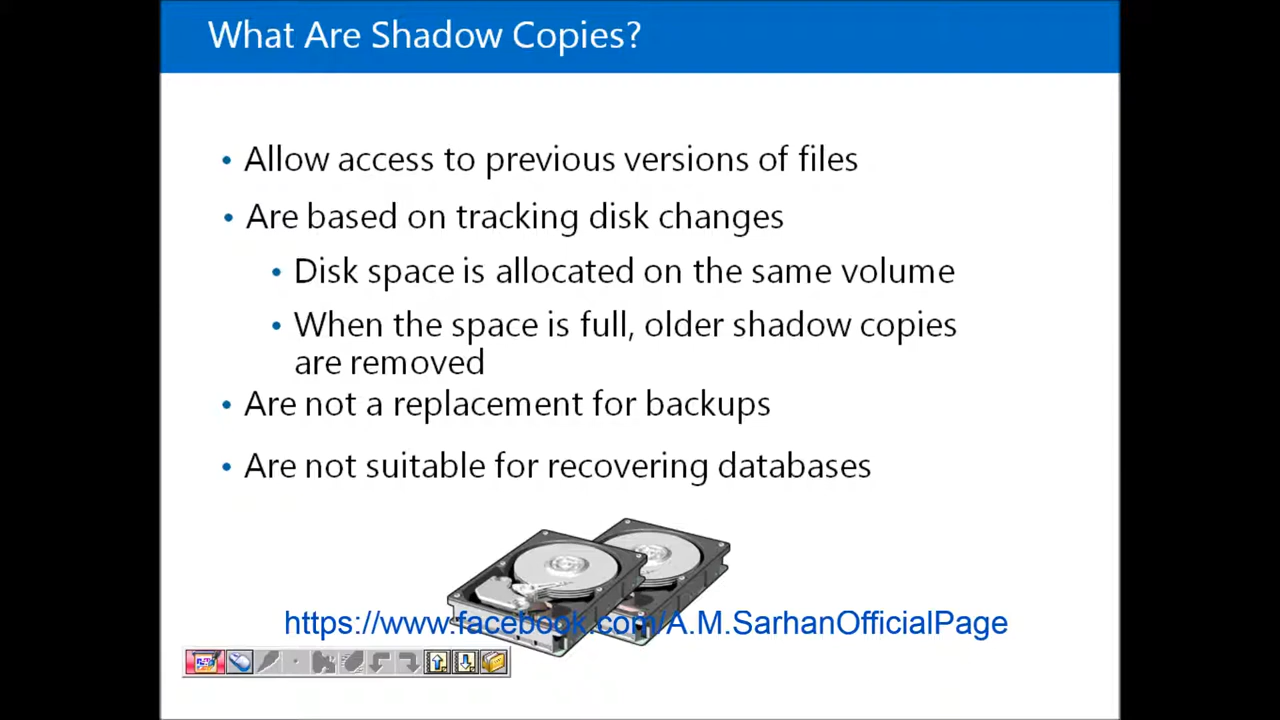 What Are Shadow Copies?
• Allow access to previous versions of files
• Are based on tracking disk changes
• Disk space is allocated on the same volume
• When the space is full, older shadow copies
are removed
• Are not a replacement for backups
• Are not suitable for recovering databases
https://www.facebook.com/A.M.SarhanOfficialPage